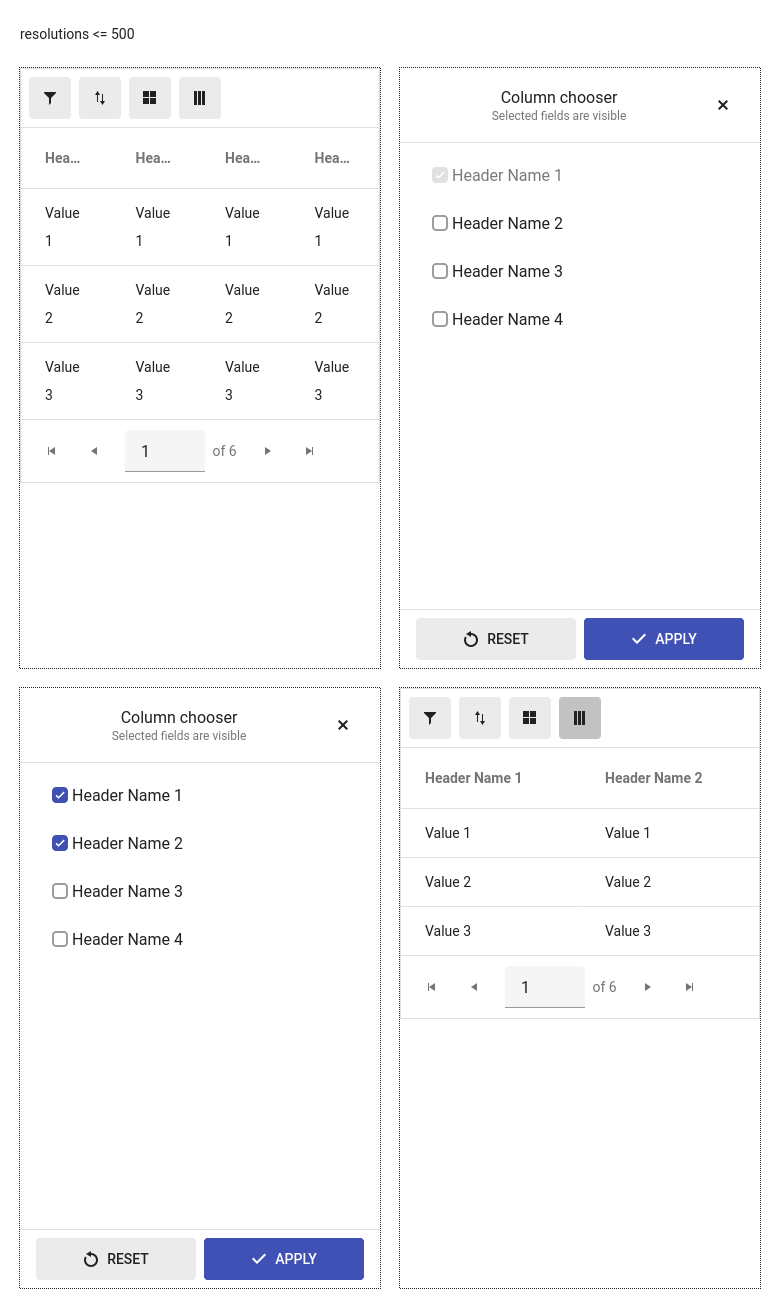 resolutions <= 500
Hea… Hea… Hea… Hea…
Value 1 Value 1 Value 1 Value 1
Value 2 Value 2 Value 2 Value 2
Value 3 Value 3 Value 3 Value 3
1 of 6
Column chooser
Selected fields are visible
Header Name 1
Header Name 2
Header Name 3
Header Name 4
RESET APPLY
Column chooser
Selected fields are visible
Header Name 1
Header Name 2
Header Name 3
Header Name 4
RESET APPLY
Header Name 1 Header Name 2
Value 1 Value 1
Value 2 Value 2
Value 3 Value 3
1 of 6